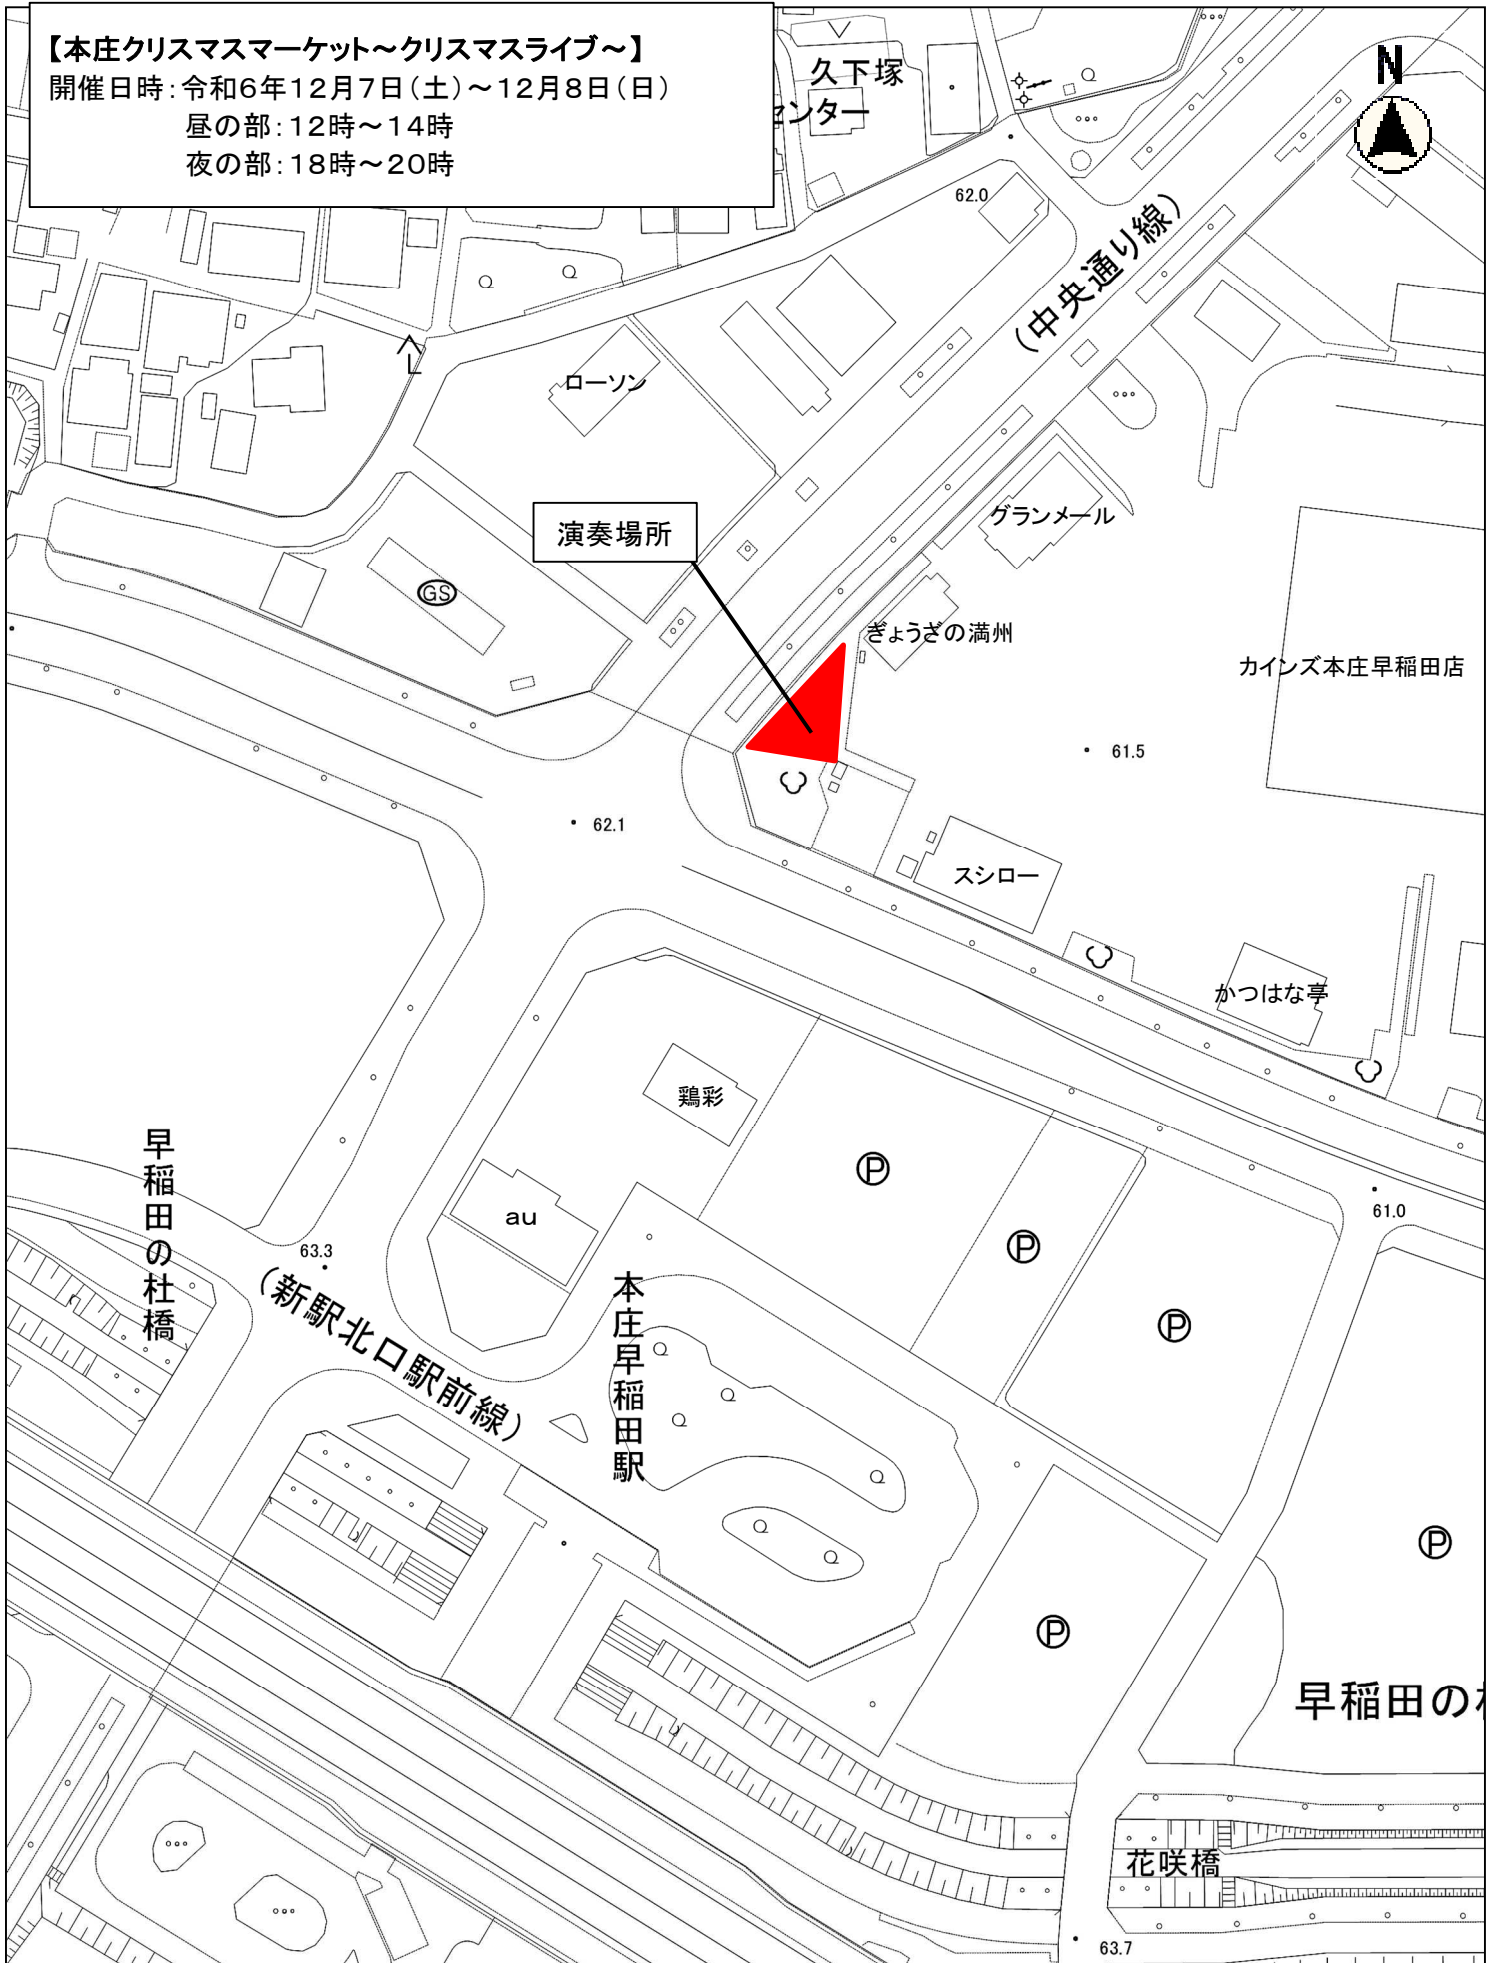 【本庄クリスマスマーケット～クリスマスライブ～】
開催日時：令和6年12月7日（土）～12月8日（日）
昼の部：12時～14時
夜の部：18時～20時
久下塚
センター
N
62.0
（中央通り線）
ローソン
グランメール
演奏場所
GS
ぎょうざの満州
カインズ本庄早稲田店
61.5
62.1
スシロー
かつはな亭
鶏彩
早稲田の杜橋
P
au
61.0
P
63.3
（新駅北口駅前線）
本庄早稲田駅
P
P
P
早稲田の
花咲橋
63.7